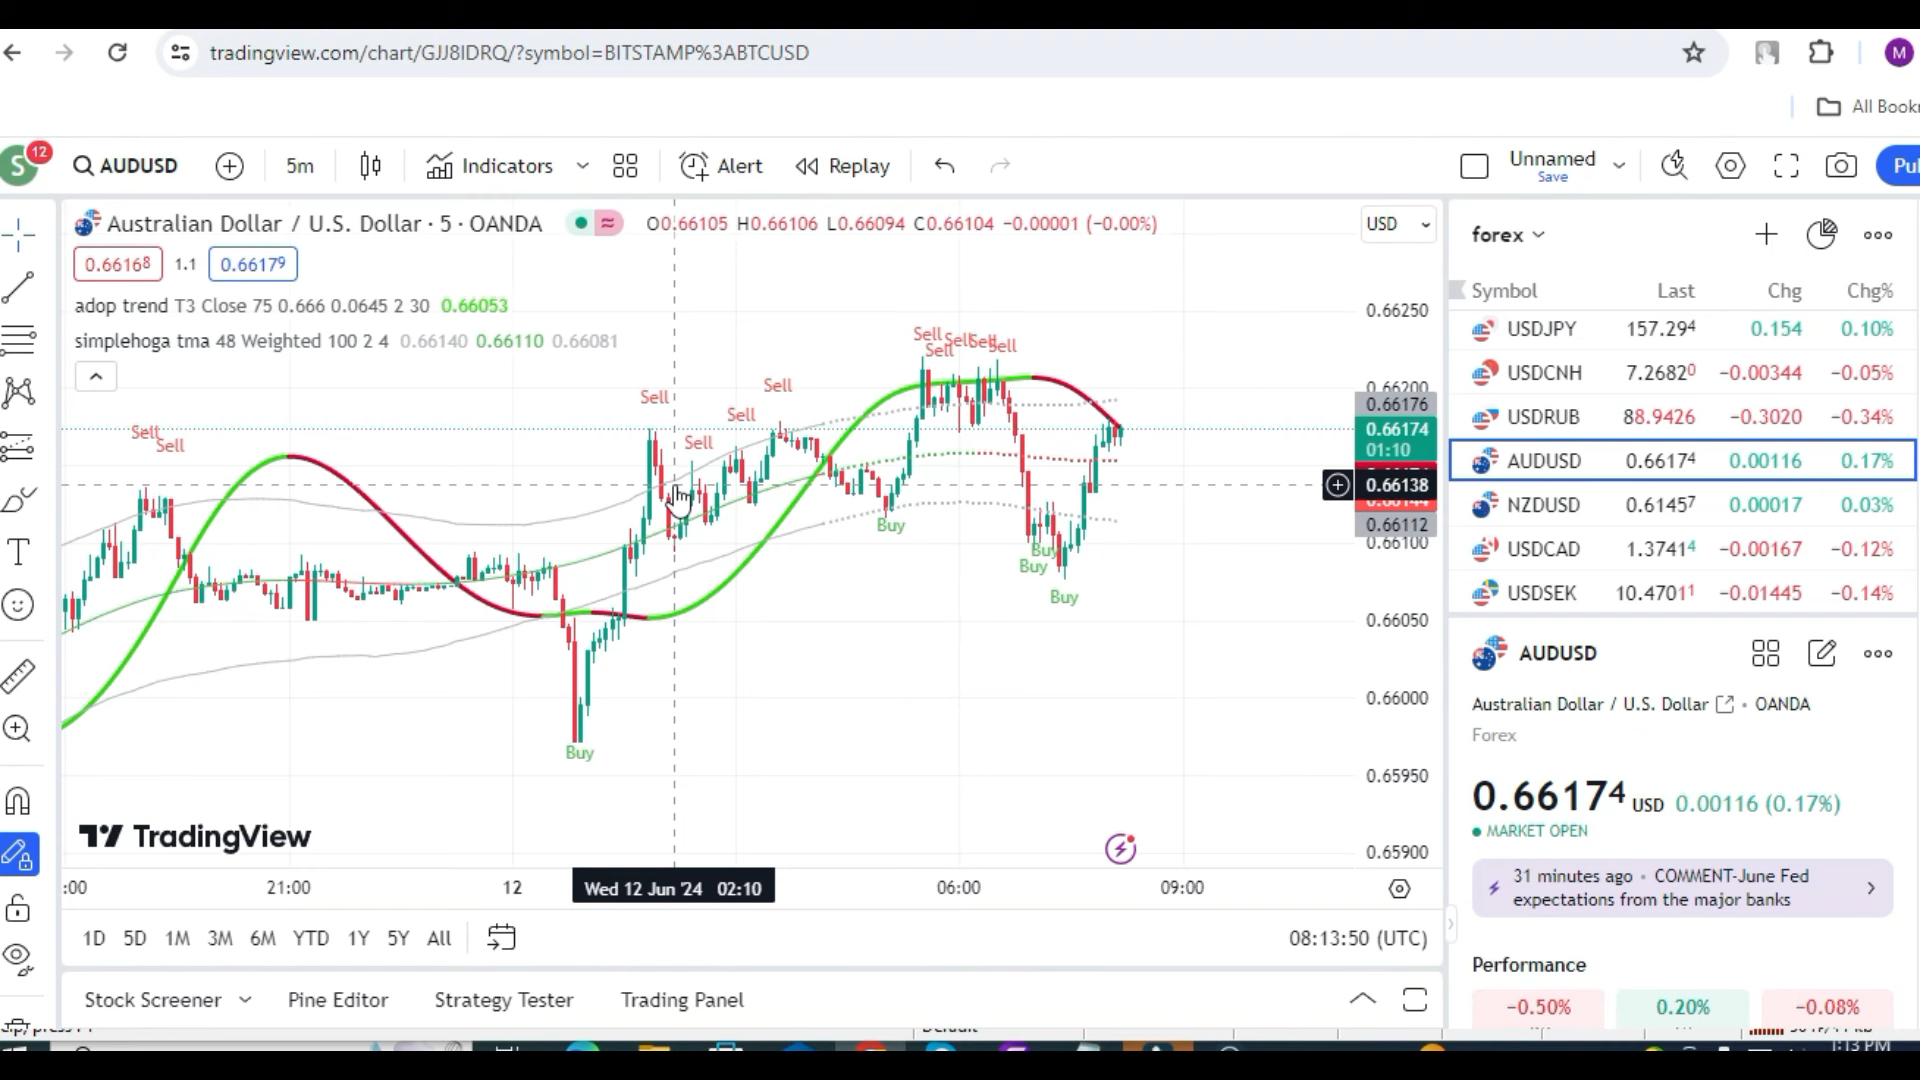 tradingview.com/chart/GJJ8IDRQ/?symbol=BITSTAMP%3ABTCUSD
M
All Bookr
S 12 AUDUSD 5m Indicators Alert Replay Unnamed Save Pul
Australian Dollar / U.S. Dollar · 5 · OANDA O0.66105 H0.66106 L0.66094 C0.66104 −0.00001 (−0.00%) USD
0.66168 1.1 0.66179
adop trend T3 Close 75 0.666 0.0645 2 30 0.66053
simplehoga tma 48 Weighted 100 2 4 0.66140 0.66110 0.66081
Sell Sell
Sell
Sell
Sell
Sell
Sell Sell Sell Sell Sell
Buy
Buy
Buy
Buy
Buy
0.66250
0.66200
0.66176
0.66174
01:10
0.66138
0.66112
0.66100
0.66050
0.66000
0.65950
0.65900
TradingView
:00 21:00 12 Wed 12 Jun '24 02:10 06:00 09:00
1D 5D 1M 3M 6M YTD 1Y 5Y All 08:13:50 (UTC)
Stock Screener Pine Editor Strategy Tester Trading Panel
forex
Symbol Last Chg Chg%
USDJPY 157.294 0.154 0.10%
USDCNH 7.26820 −0.00344 −0.05%
USDRUB 88.9426 −0.3020 −0.34%
AUDUSD 0.66174 0.00116 0.17%
NZDUSD 0.61457 0.00017 0.03%
USDCAD 1.37414 −0.00167 −0.12%
USDSEK 10.47011 −0.01445 −0.14%
AUDUSD
Australian Dollar / U.S. Dollar • OANDA
Forex
0.66174 USD 0.00116 (0.17%)
MARKET OPEN
31 minutes ago • COMMENT-June Fed
expectations from the major banks
Performance
−0.50% 0.20% −0.08%
Default
1:13 PM